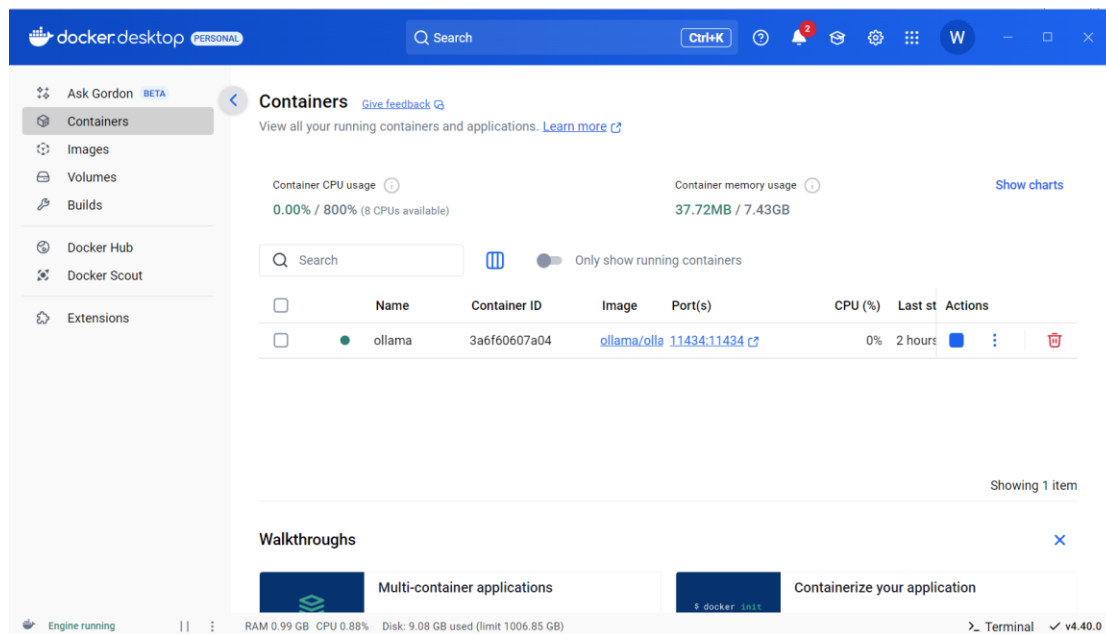 docker.desktop PERSONAL
Search Ctrl+K
2
W
Ask Gordon BETA
Containers
Images
Volumes
Builds
Docker Hub
Docker Scout
Extensions
Containers Give feedback
View all your running containers and applications. Learn more
Container CPU usage
0.00% / 800% (8 CPUs available)
Container memory usage
37.72MB / 7.43GB
Show charts
Search
Only show running containers
Name Container ID Image Port(s) CPU (%) Last st Actions
ollama 3a6f60607a04 ollama/olla 11434:11434 0% 2 hours
Showing 1 item
Walkthroughs
Multi-container applications
$ docker init
Containerize your application
Engine running
RAM 0.99 GB CPU 0.88% Disk: 9.08 GB used (limit 1006.85 GB)
>_ Terminal v4.40.0